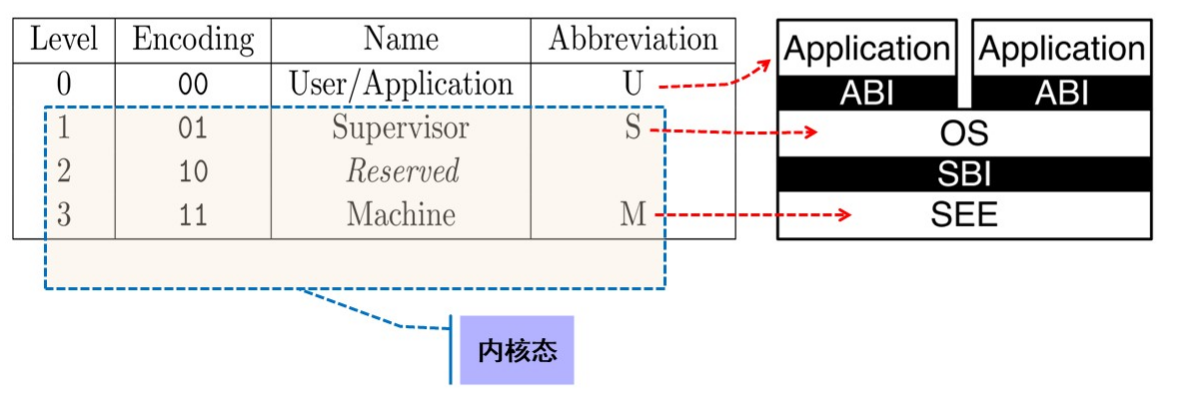 Level Encoding Name Abbreviation
0 00 User/Application U
1 01 Supervisor S
2 10 Reserved
3 11 Machine M
Application Application
ABI ABI
OS
SBI
SEE
内核态